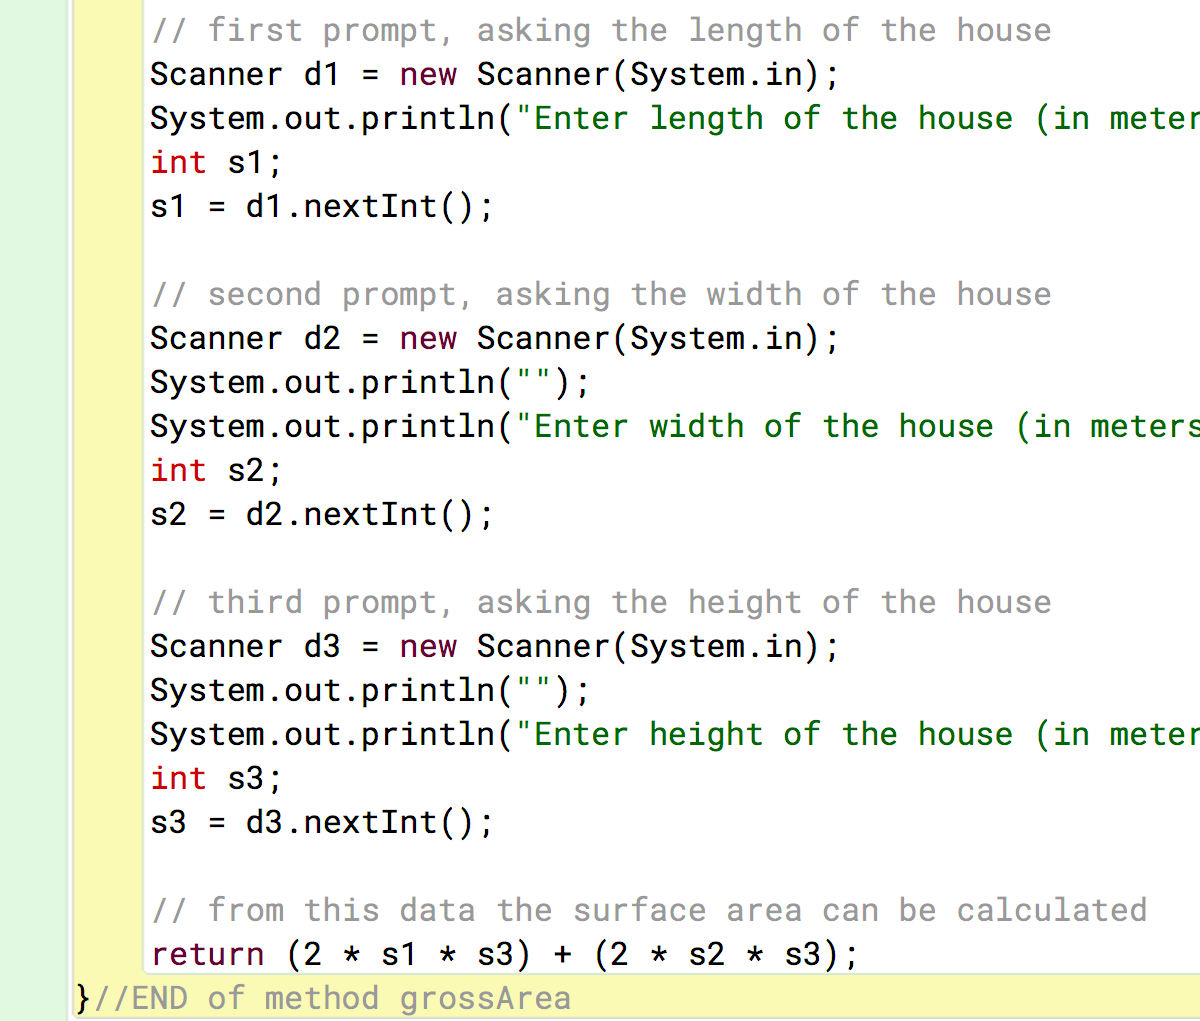 // first prompt, asking the length of the house
Scanner d1 = new Scanner(System.in);
System.out.println("Enter length of the house (in meter
int s1;
s1 = d1.nextInt();
// second prompt, asking the width of the house
Scanner d2 = new Scanner(System.in);
System.out.println("");
System.out.println("Enter width of the house (in meters
int s2;
s2 = d2.nextInt();
// third prompt, asking the height of the house
Scanner d3 = new Scanner(System.in);
System.out.println("");
System.out.println("Enter height of the house (in meter
int s3;
s3 = d3.nextInt();
// from this data the surface area can be calculated
return (2 * s1 * s3) + (2 * s2 * s3);
}//END of method grossArea